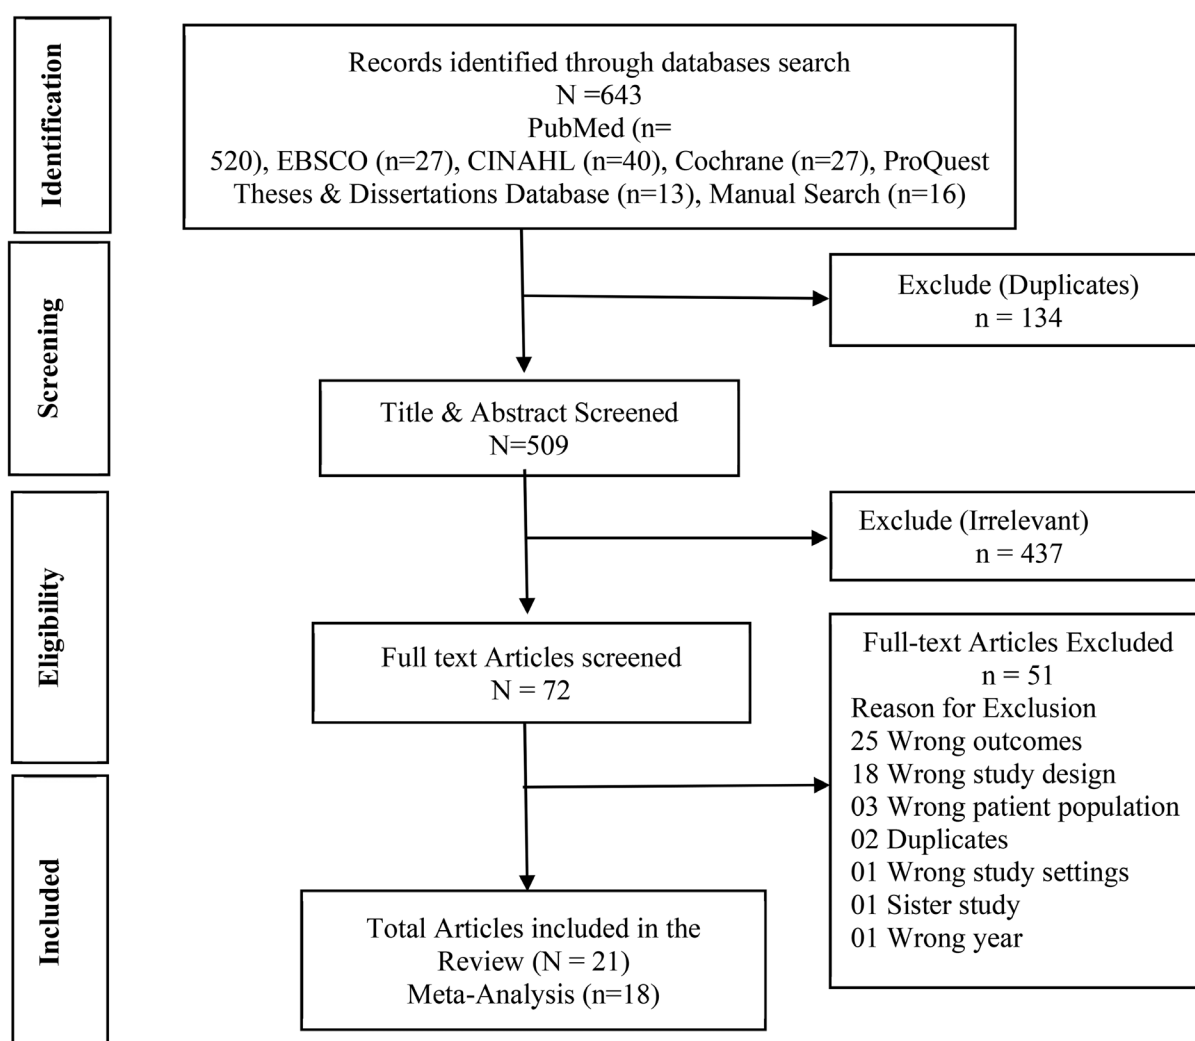 Identification
Records identified through databases search
N =643
PubMed (n=
520), EBSCO (n=27), CINAHL (n=40), Cochrane (n=27), ProQuest
Theses & Dissertations Database (n=13), Manual Search (n=16)
Screening
Exclude (Duplicates)
n = 134
Title & Abstract Screened
N=509
Eligibility
Exclude (Irrelevant)
n = 437
Full text Articles screened
N = 72
Full-text Articles Excluded
n = 51
Reason for Exclusion
25 Wrong outcomes
18 Wrong study design
03 Wrong patient population
02 Duplicates
01 Wrong study settings
01 Sister study
01 Wrong year
Included
Total Articles included in the
Review (N = 21)
Meta-Analysis (n=18)